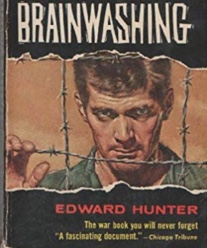 BRAINWASHING
EDWARD HUNTER
The war book you will never forget
"A fascinating document." —Chicago Tribune